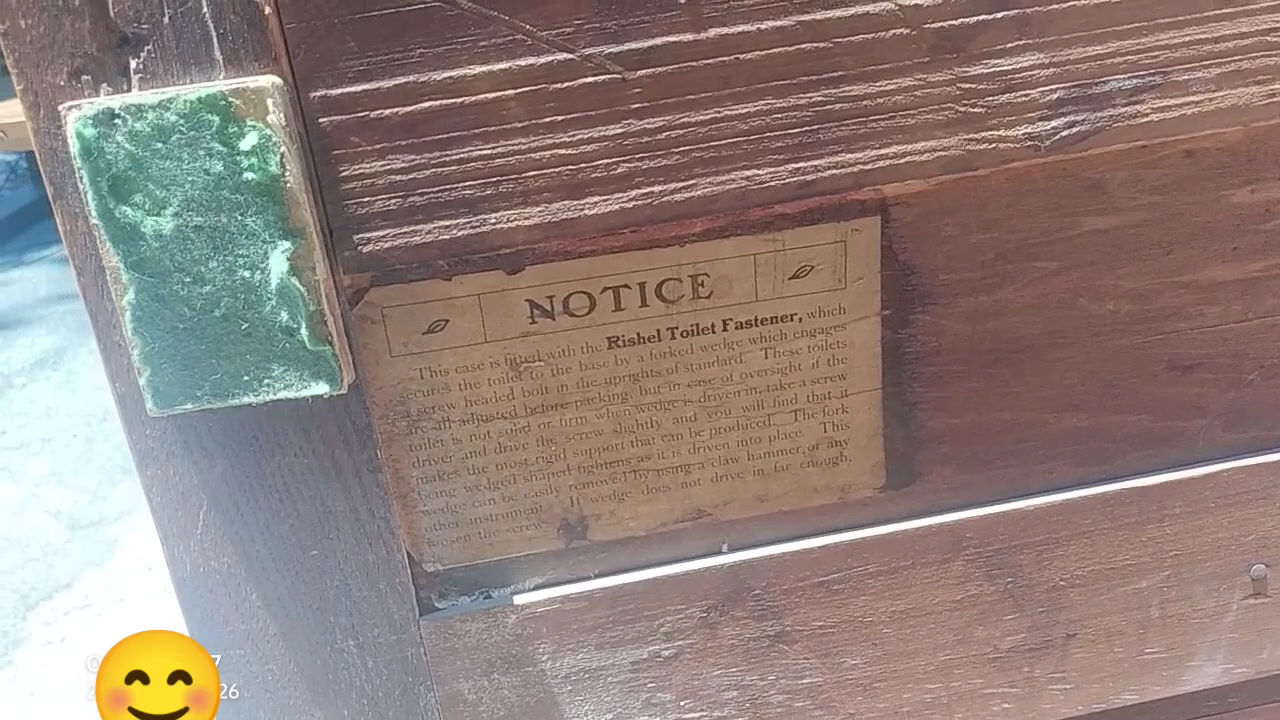 NOTICE
This case is fitted with the Rishel Toilet Fastener, which
secures the toilet to the base by a forked wedge which engages
a screw headed bolt in the uprights of standard. These toilets
are all adjusted before packing, but in case of oversight if the
toilet is not solid or firm when wedge is driven in, take a screw
driver and drive the screw slightly and you will find that it
makes the most rigid support that can be produced. The fork
being wedged shaped tightens as it is driven into place. This
wedge can be easily removed by using a claw hammer or any
other instrument. If wedge does not drive in far enough,
loosen the screw.
26